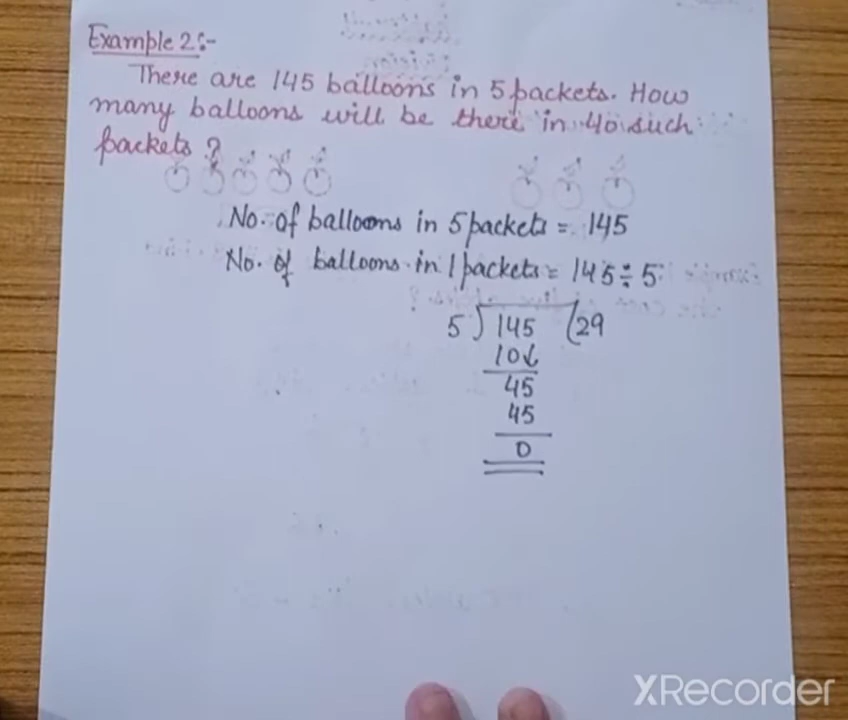 Example 2:-
There are 145 balloons in 5 packets. How
many balloons will be there in 40 such
packets?
No. of balloons in 5 packets = 145
No. of balloons in 1 packets = 145 ÷ 5
5) 145 (29
10↓
45
45
0
XRecorder